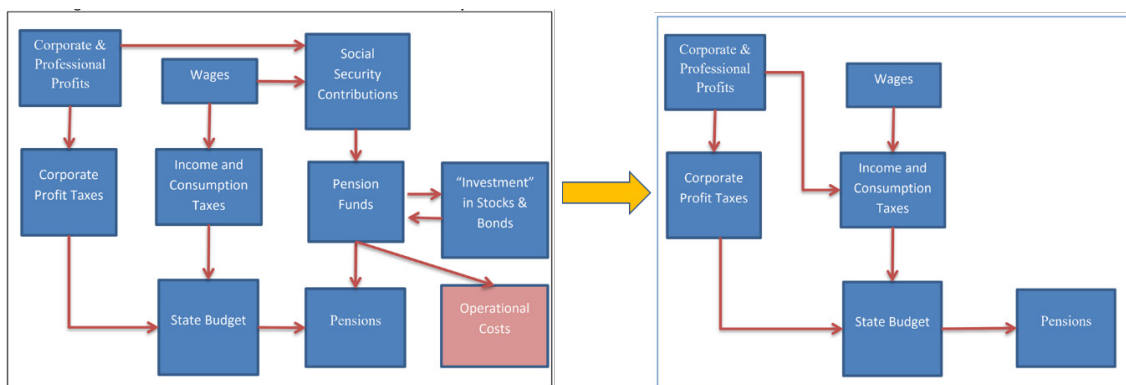 Corporate &
Professional
Profits
Wages
Social
Security
Contributions
Corporate
Profit Taxes
Income and
Consumption
Taxes
Pension
Funds
“Investment”
in Stocks &
Bonds
State Budget
Pensions
Operational
Costs
Corporate &
Professional
Profits
Wages
Corporate
Profit Taxes
Income and
Consumption
Taxes
State Budget
Pensions